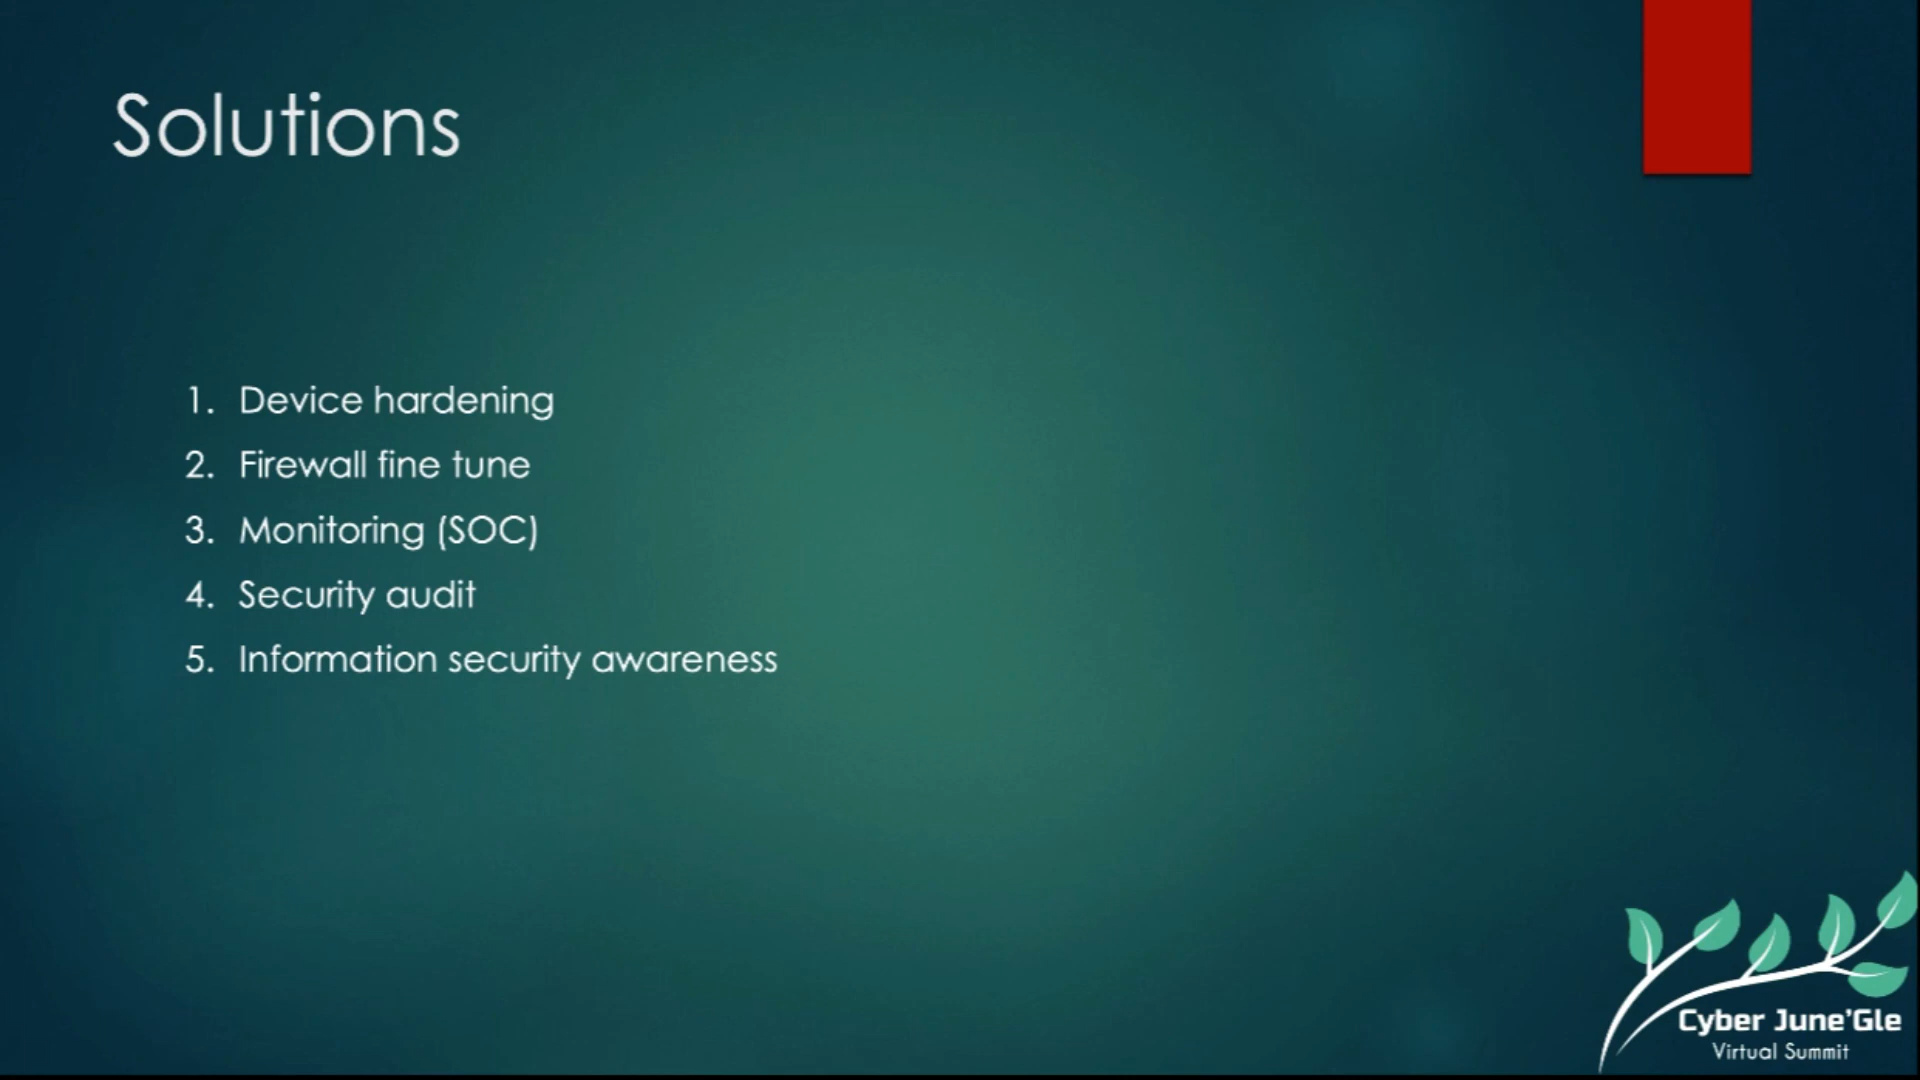 Solutions
1. Device hardening
2. Firewall fine tune
3. Monitoring (SOC)
4. Security audit
5. Information security awareness
Cyber June'Gle
Virtual Summit